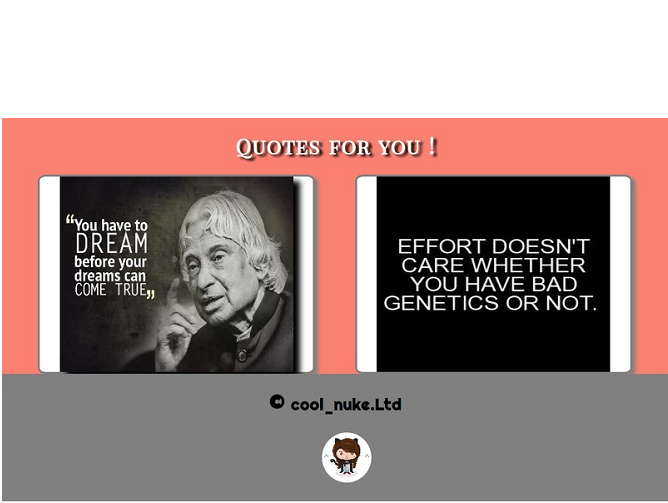 Quotes for you !
“You have to
DREAM
before your
dreams can
COME TRUE„
EFFORT DOESN'T
CARE WHETHER
YOU HAVE BAD
GENETICS OR NOT.
© cool_nuke.Ltd